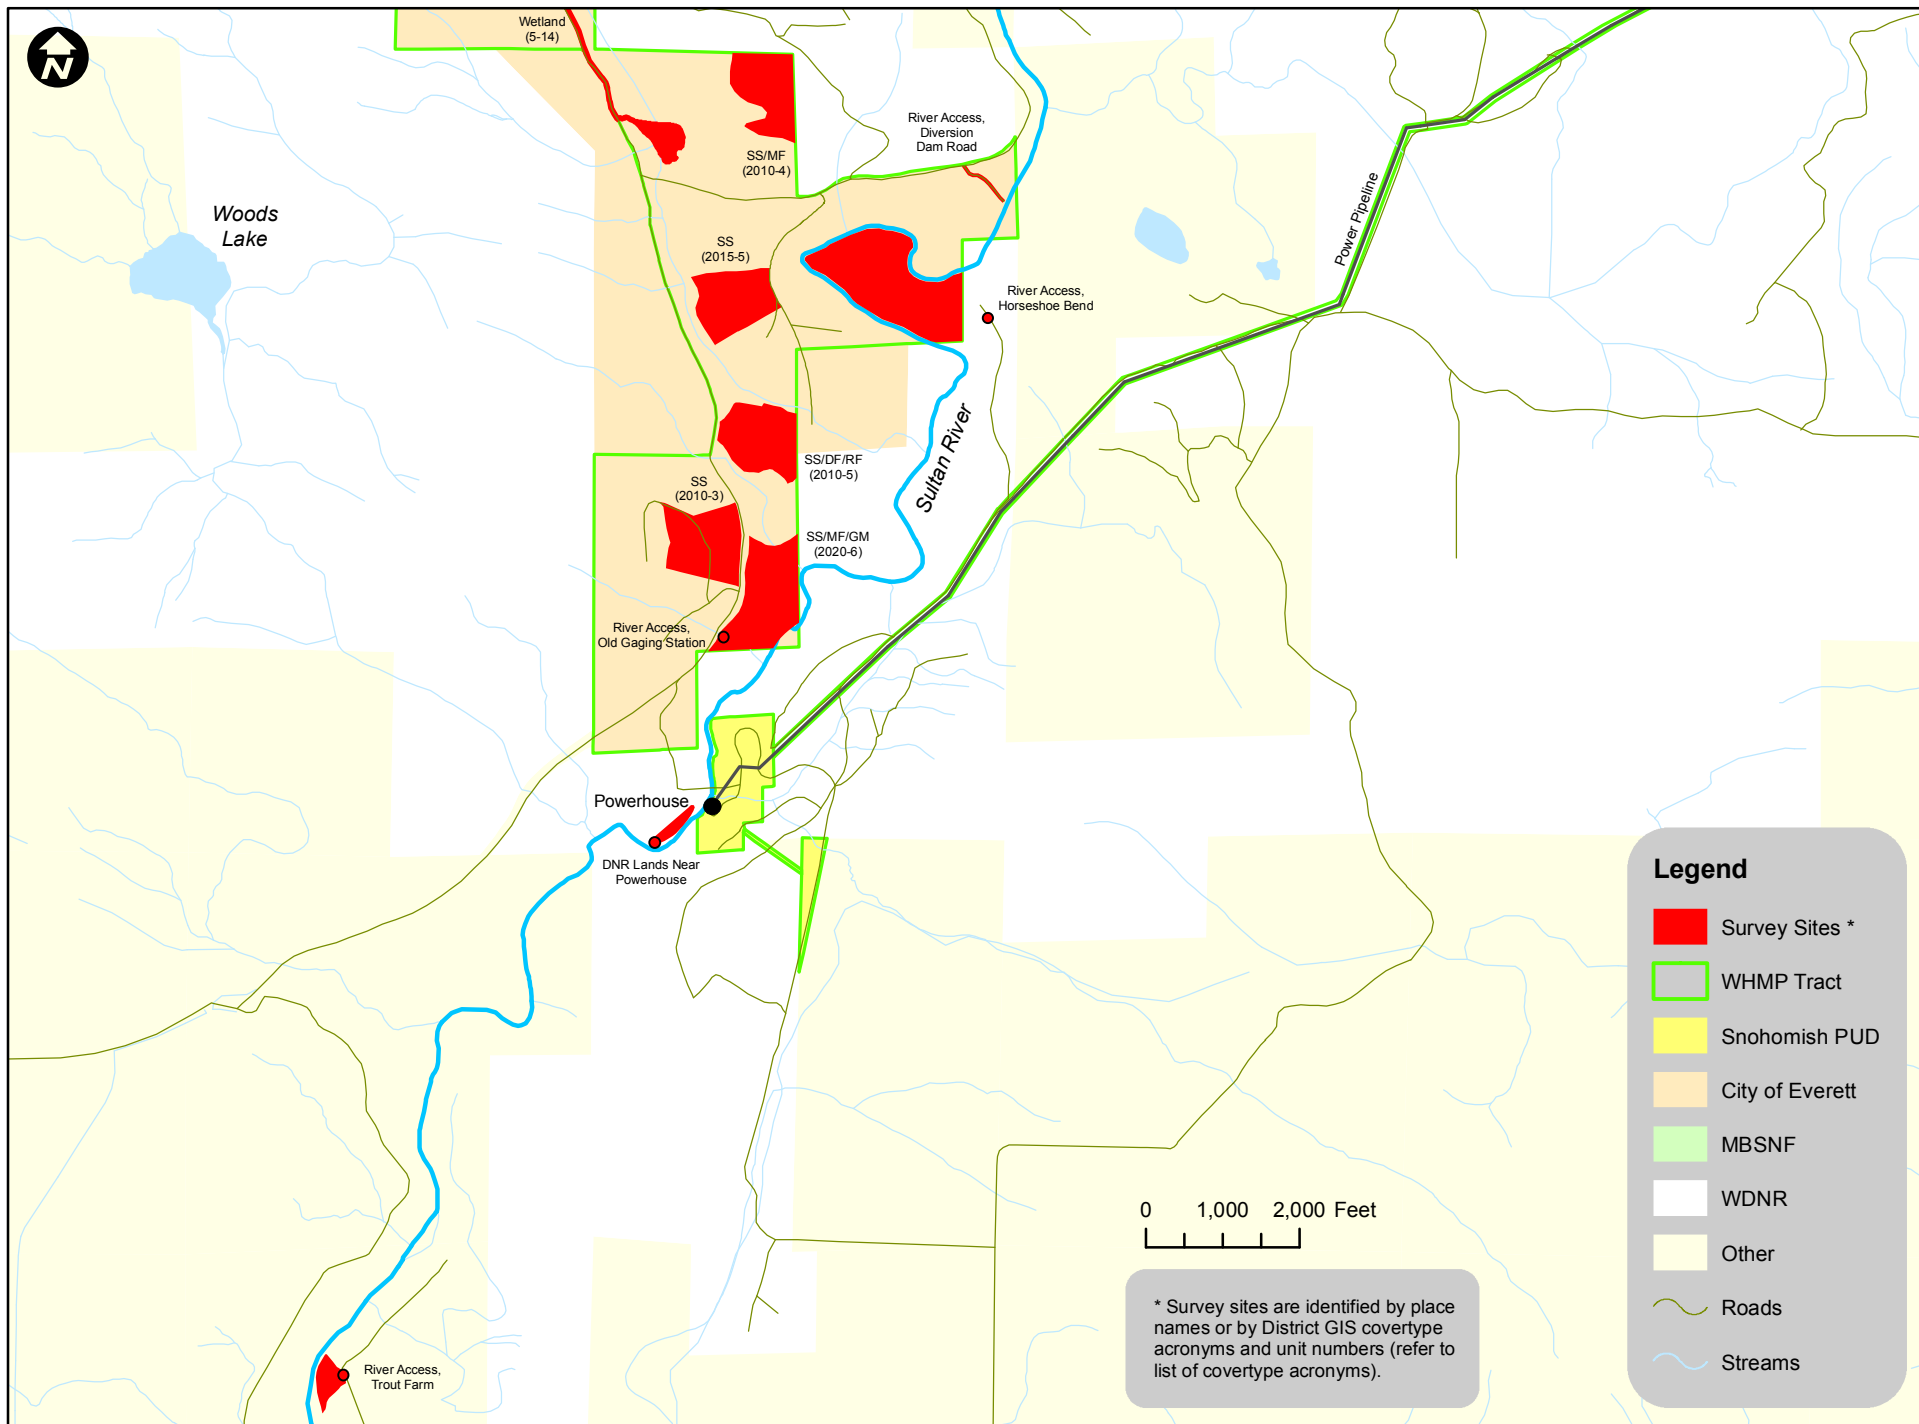 N
Wetland
(5-14)
SS/MF
(2010-4)
River Access,
Diversion
Dam Road
Woods
Lake
SS
(2015-5)
Power Pipeline
River Access,
Horseshoe Bend
Sultan River
SS/DF/RF
(2010-5)
SS
(2010-3)
SS/MF/GM
(2020-6)
River Access,
Old Gaging Station
Powerhouse
DNR Lands Near
Powerhouse
River Access,
Trout Farm
0 1,000 2,000 Feet
* Survey sites are identified by place
names or by District GIS covertype
acronyms and unit numbers (refer to
list of covertype acronyms).
Legend
Survey Sites *
WHMP Tract
Snohomish PUD
City of Everett
MBSNF
WDNR
Other
Roads
Streams